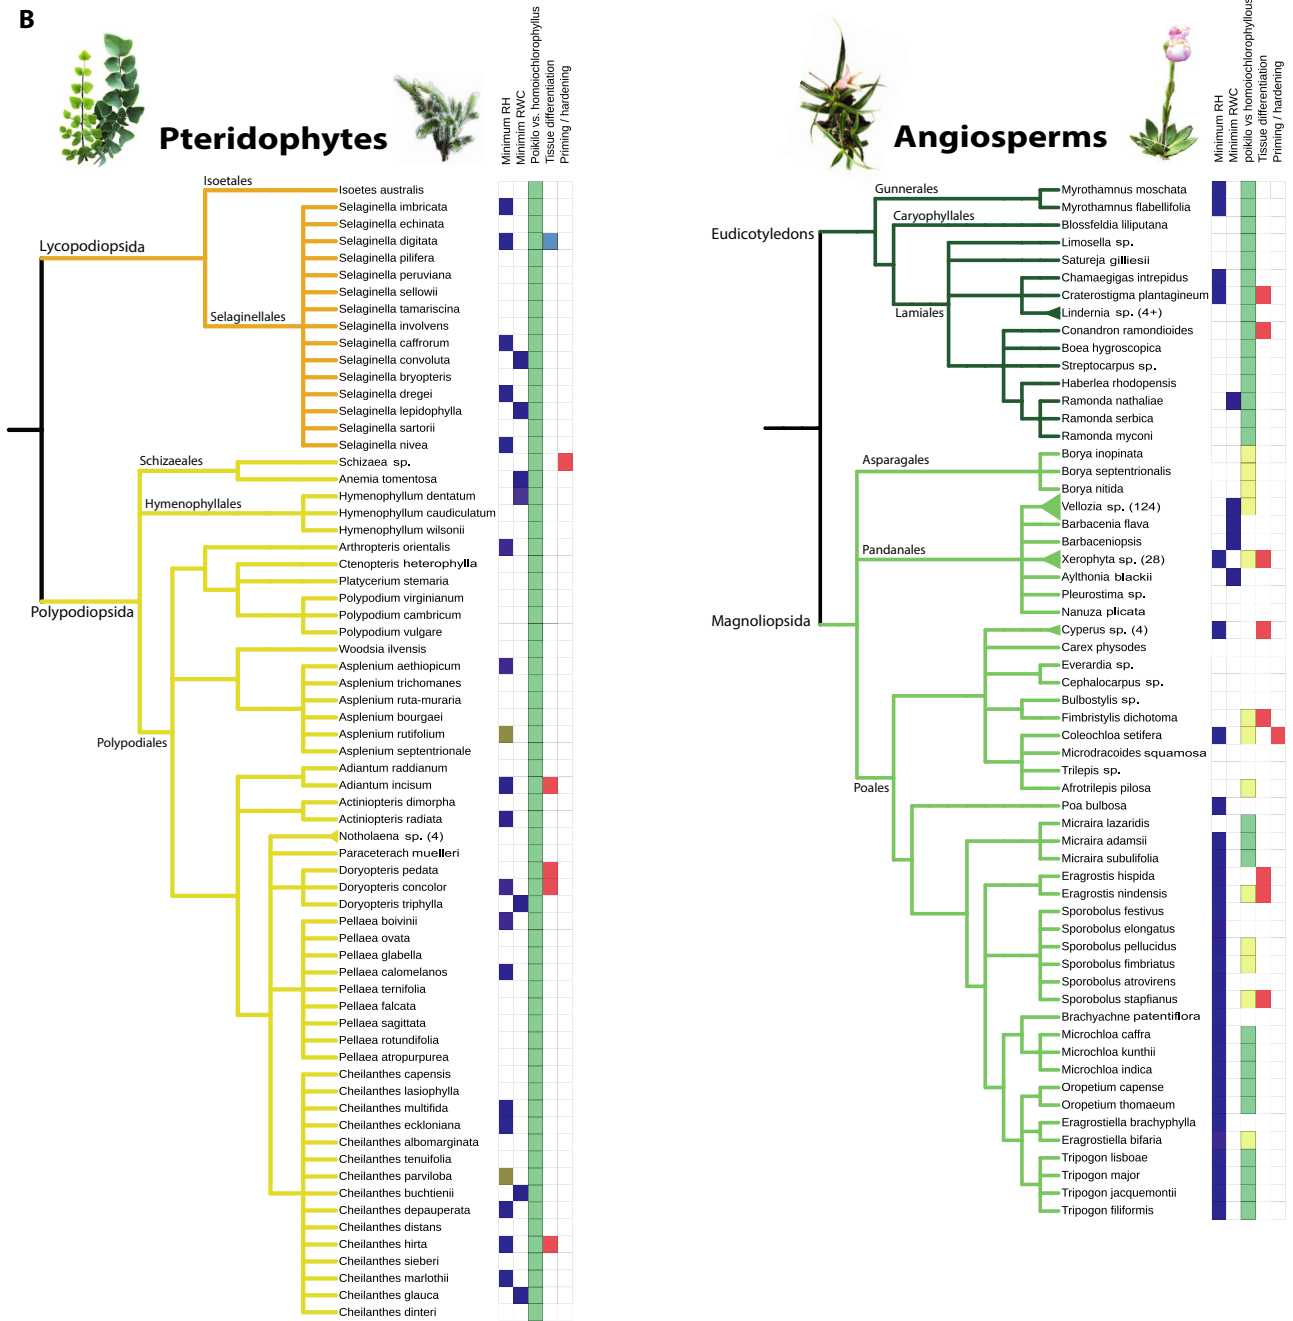 B
Pteridophytes
Minimum RH
Minimim RWC
Poikilo vs. homoiochlorophyllus
Tissue differentiation
Priming / hardening
Lycopodiopsida
Isoetales
Selaginellales
Polypodiopsida
Schizaeales
Hymenophyllales
Polypodiales
Isoetes australis
Selaginella imbricata
Selaginella echinata
Selaginella digitata
Selaginella pilifera
Selaginella peruviana
Selaginella sellowii
Selaginella tamariscina
Selaginella involvens
Selaginella caffrorum
Selaginella convoluta
Selaginella bryopteris
Selaginella dregei
Selaginella lepidophylla
Selaginella sartorii
Selaginella nivea
Schizaea sp.
Anemia tomentosa
Hymenophyllum dentatum
Hymenophyllum caudiculatum
Hymenophyllum wilsonii
Arthropteris orientalis
Ctenopteris heterophylla
Platycerium stemaria
Polypodium virginianum
Polypodium cambricum
Polypodium vulgare
Woodsia ilvensis
Asplenium aethiopicum
Asplenium trichomanes
Asplenium ruta-muraria
Asplenium bourgaei
Asplenium rutifolium
Asplenium septentrionale
Adiantum raddianum
Adiantum incisum
Actiniopteris dimorpha
Actiniopteris radiata
Notholaena sp. (4)
Paraceterach muelleri
Doryopteris pedata
Doryopteris concolor
Doryopteris triphylla
Pellaea boivinii
Pellaea ovata
Pellaea glabella
Pellaea calomelanos
Pellaea ternifolia
Pellaea falcata
Pellaea sagittata
Pellaea rotundifolia
Pellaea atropurpurea
Cheilanthes capensis
Cheilanthes lasiophylla
Cheilanthes multifida
Cheilanthes eckloniana
Cheilanthes albomarginata
Cheilanthes tenuifolia
Cheilanthes parviloba
Cheilanthes buchtienii
Cheilanthes depauperata
Cheilanthes distans
Cheilanthes hirta
Cheilanthes sieberi
Cheilanthes marlothii
Cheilanthes glauca
Cheilanthes dinteri
Angiosperms
Minimum RH
Minimim RWC
poikilo vs homoiochlorophyllous
Tissue differentiation
Priming / hardening
Eudicotyledons
Gunnerales
Caryophyllales
Lamiales
Magnoliopsida
Asparagales
Pandanales
Poales
Myrothamnus moschata
Myrothamnus flabellifolia
Blossfeldia liliputana
Limosella sp.
Satureja gilliesii
Chamaegigas intrepidus
Craterostigma plantagineum
Lindernia sp. (4+)
Conandron ramondioides
Boea hygroscopica
Streptocarpus sp.
Haberlea rhodopensis
Ramonda nathaliae
Ramonda serbica
Ramonda myconi
Borya inopinata
Borya septentrionalis
Borya nitida
Vellozia sp. (124)
Barbacenia flava
Barbaceniopsis
Xerophyta sp. (28)
Aylthonia blackii
Pleurostima sp.
Nanuza plicata
Cyperus sp. (4)
Carex physodes
Everardia sp.
Cephalocarpus sp.
Bulbostylis sp.
Fimbristylis dichotoma
Coleochloa setifera
Microdracoides squamosa
Trilepis sp.
Afrotrilepis pilosa
Poa bulbosa
Micraira lazaridis
Micraira adamsii
Micraira subulifolia
Eragrostis hispida
Eragrostis nindensis
Sporobolus festivus
Sporobolus elongatus
Sporobolus pellucidus
Sporobolus fimbriatus
Sporobolus atrovirens
Sporobolus stapfianus
Brachyachne patentiflora
Microchloa caffra
Microchloa kunthii
Microchloa indica
Oropetium capense
Oropetium thomaeum
Eragrostiella brachyphylla
Eragrostiella bifaria
Tripogon lisboae
Tripogon major
Tripogon jacquemontii
Tripogon filiformis